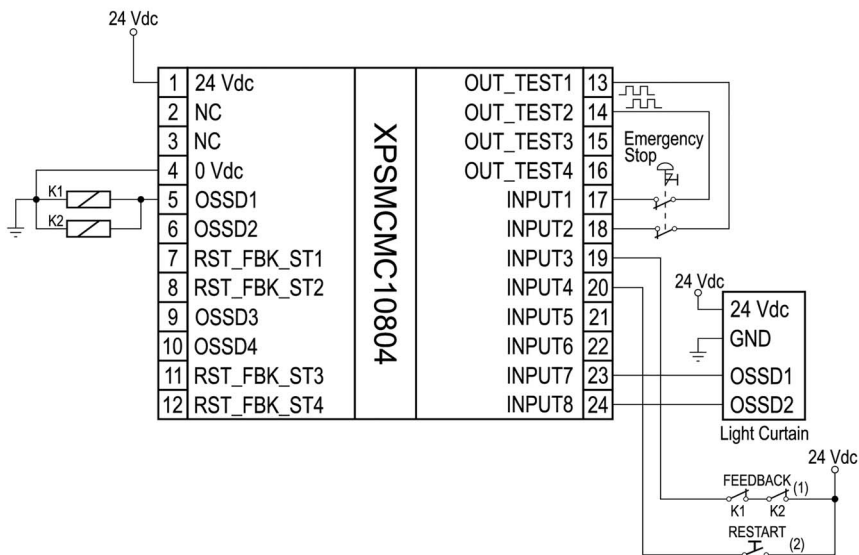 24 Vdc
1 24 Vdc
2 NC
3 NC
4 0 Vdc
5 OSSD1
6 OSSD2
7 RST_FBK_ST1
8 RST_FBK_ST2
9 OSSD3
10 OSSD4
11 RST_FBK_ST3
12 RST_FBK_ST4
K1
K2
XPSMCMC10804
OUT_TEST1 13
OUT_TEST2 14
OUT_TEST3 15
OUT_TEST4 16
INPUT1 17
INPUT2 18
INPUT3 19
INPUT4 20
INPUT5 21
INPUT6 22
INPUT7 23
INPUT8 24
Emergency
Stop
24 Vdc
24 Vdc
GND
OSSD1
OSSD2
Light Curtain
24 Vdc
FEEDBACK (1)
K1 K2
RESTART (2)